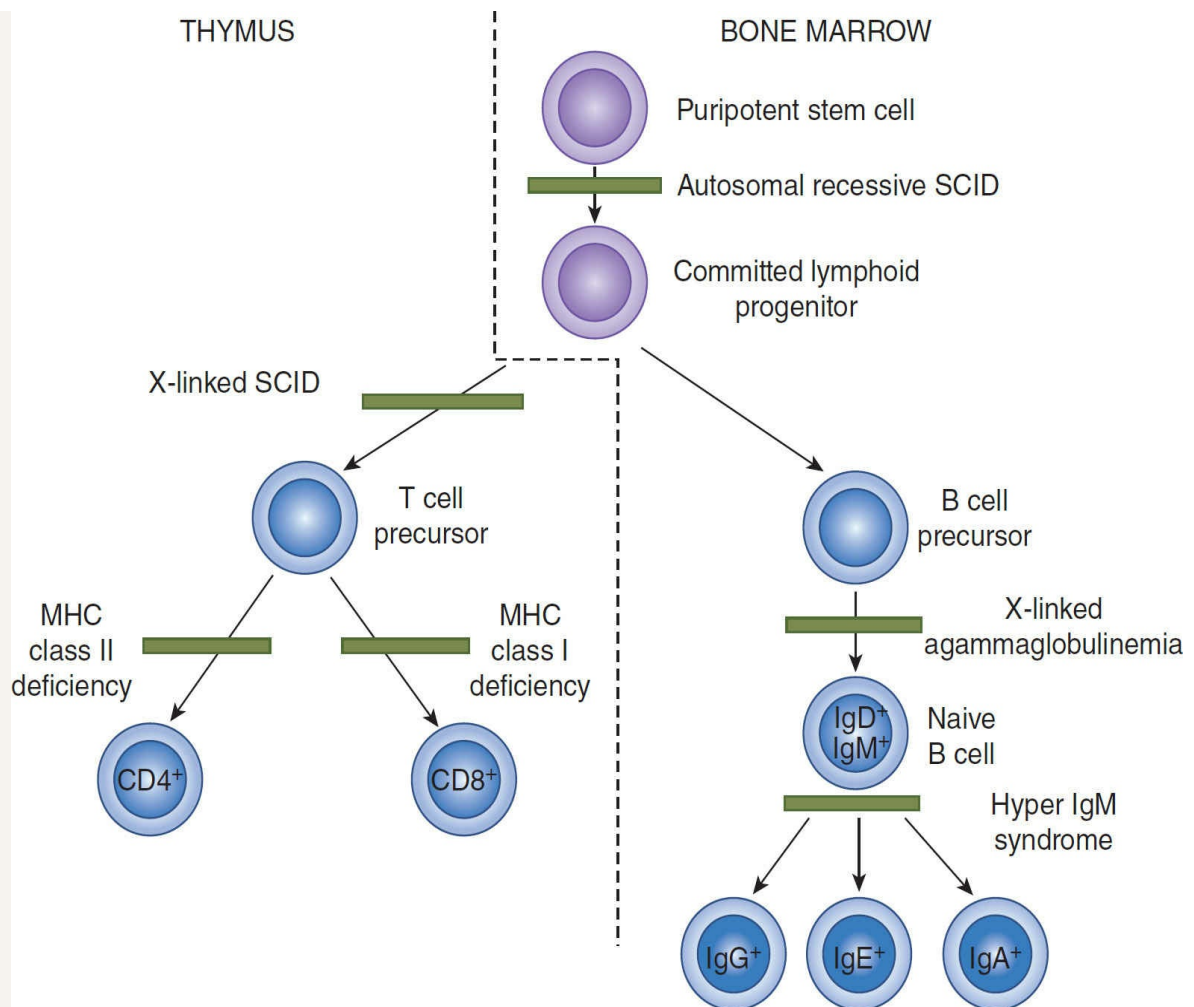 THYMUS
BONE MARROW
Puripotent stem cell
Autosomal recessive SCID
Committed lymphoid
progenitor
X-linked SCID
T cell
precursor
B cell
precursor
MHC
class II
deficiency
MHC
class I
deficiency
X-linked
agammaglobulinemia
CD4⁺
CD8⁺
IgD⁺
IgM⁺
Naive
B cell
Hyper IgM
syndrome
IgG⁺
IgE⁺
IgA⁺